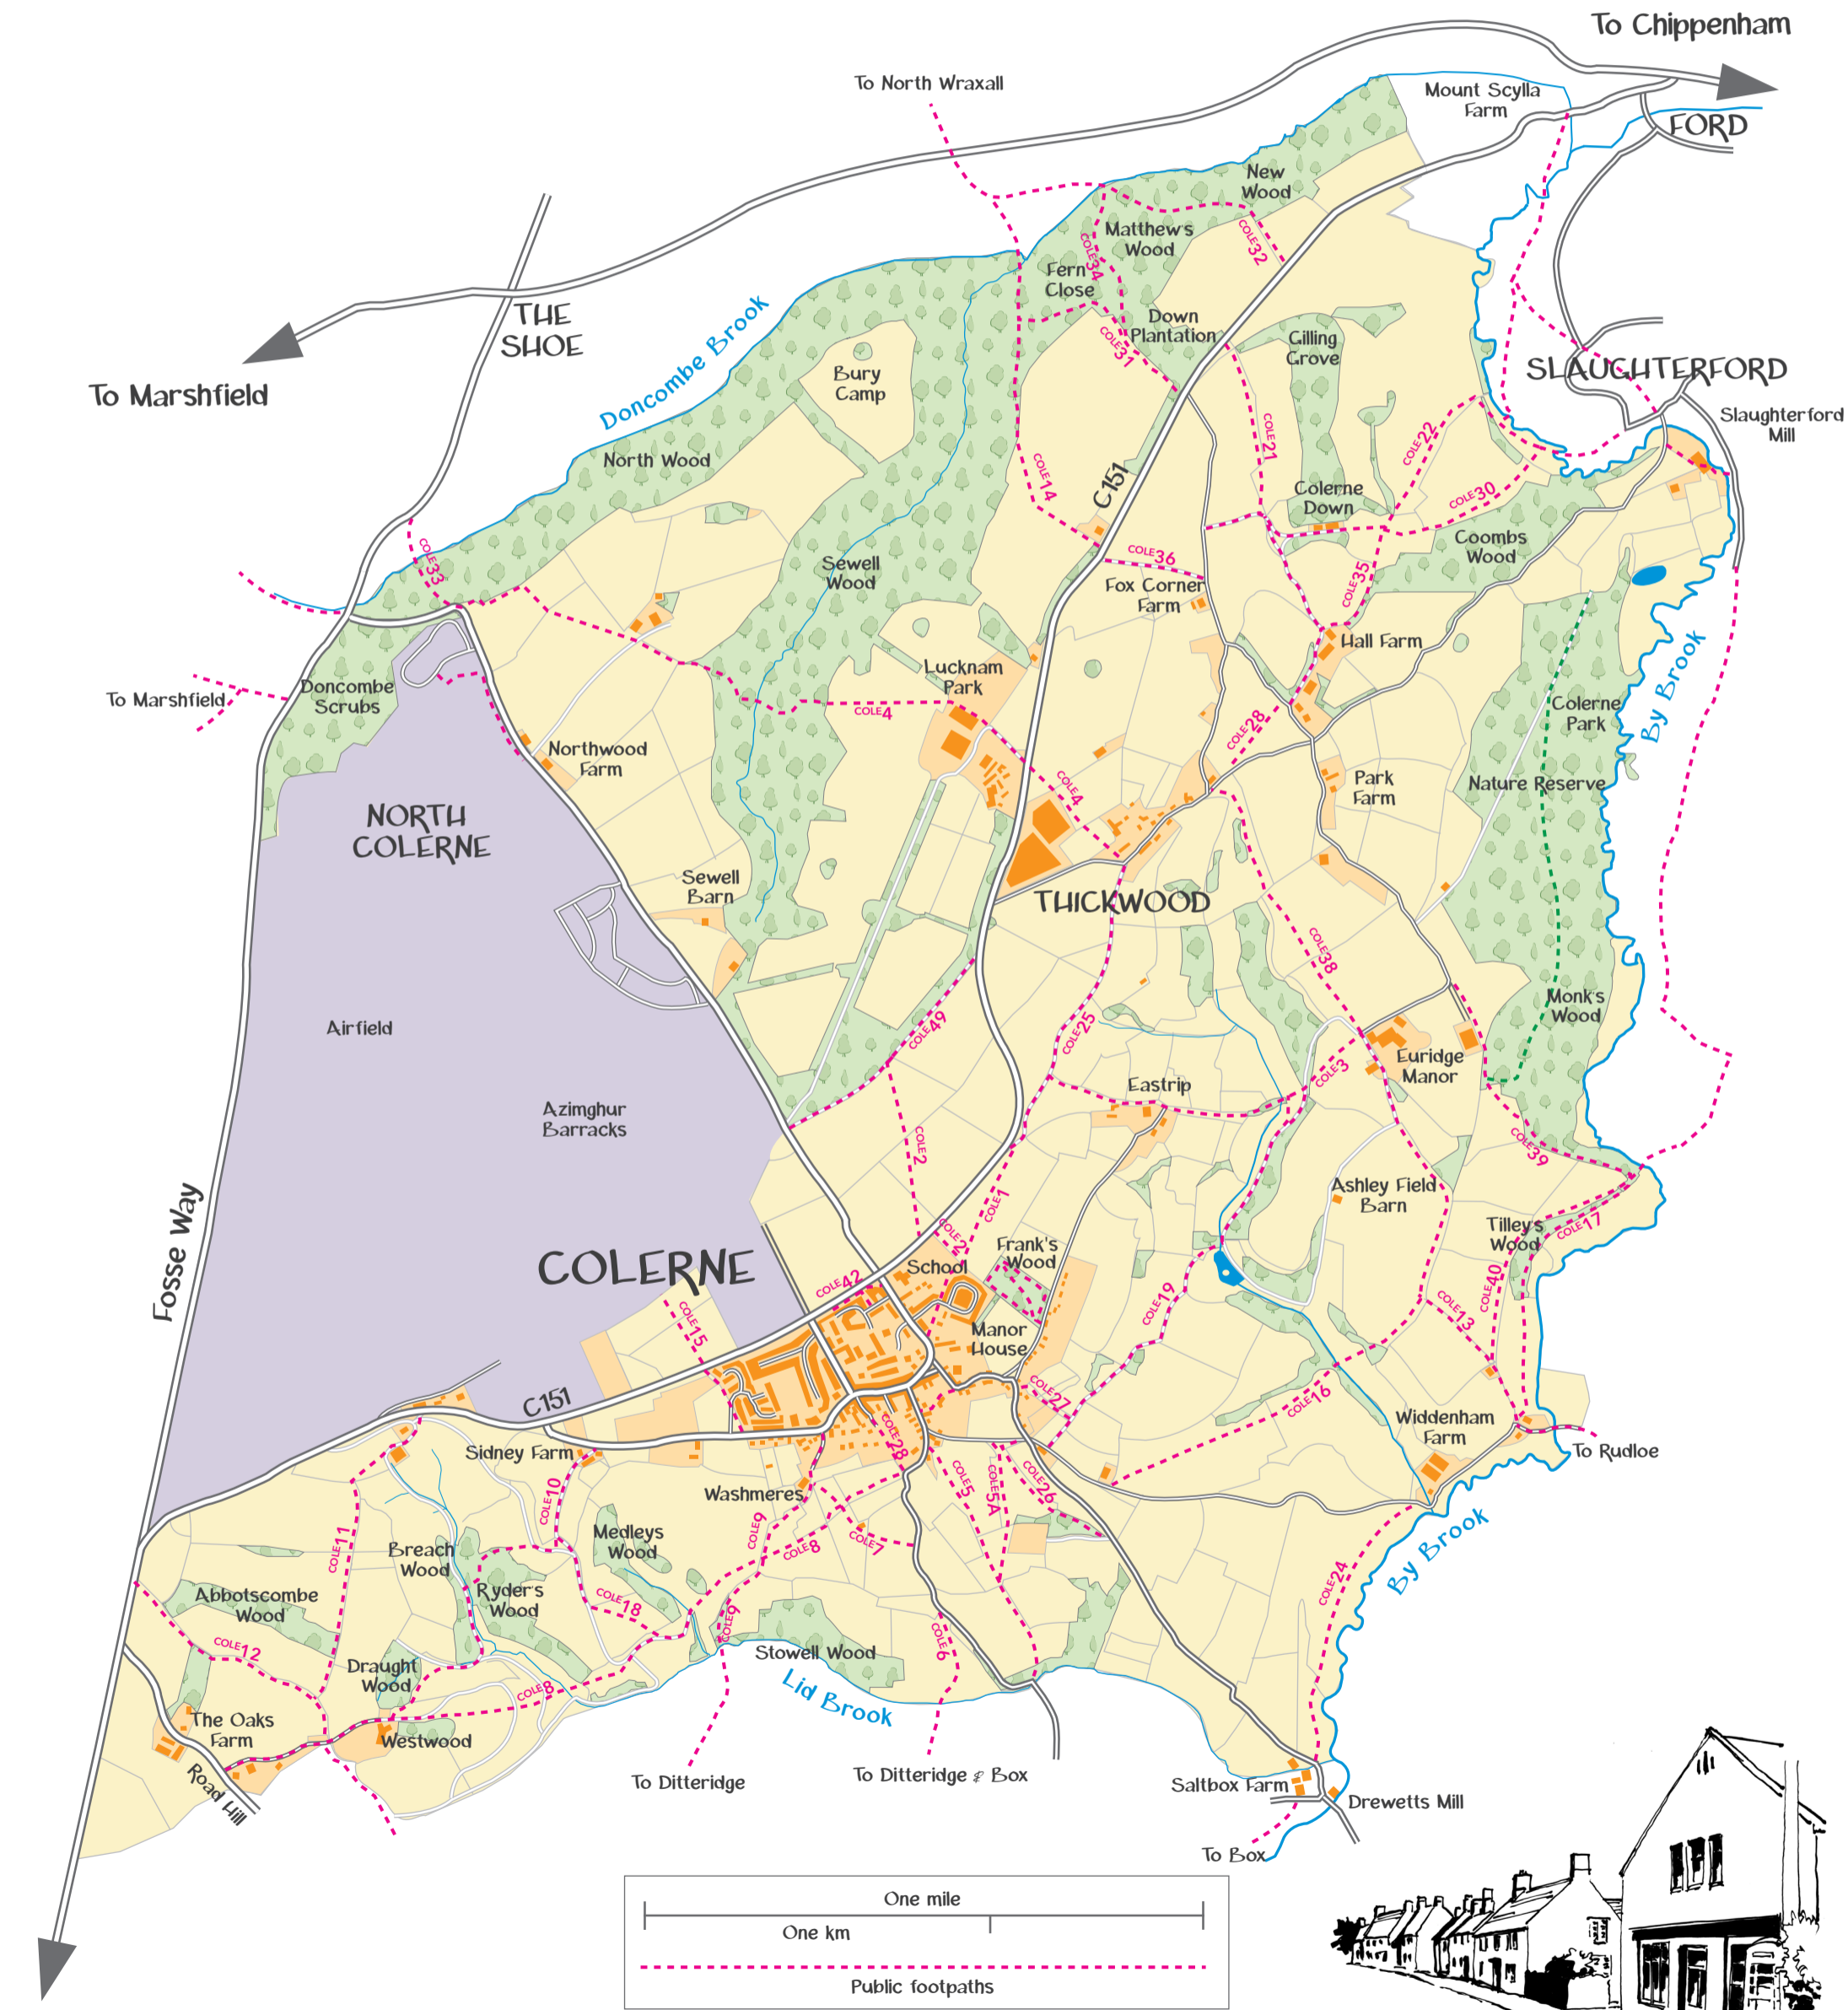 To Chippenham
To North Wraxall
Mount Scylla
Farm
FORD
New
Wood
Matthew's
Wood
COLE32
COLE34
Fern
Close
THE
SHOE
Down
Plantation
COLE31
Gilling
Grove
SLAUGHTERFORD
To Marshfield
Doncombe Brook
Bury
Camp
Slaughterford
Mill
North Wood
COLE14
C151
COLE21
COLE22
COLE30
Colerne
Down
COLE33
Sewell
Wood
COLE36
Fox Corner
Farm
COLE35
Coombs
Wood
Hall Farm
By Brook
To Marshfield
Doncombe
Scrubs
Lucknam
Park
COLE4
COLE28
Colerne
Park
Northwood
Farm
COLE4
Park
Farm
Nature Reserve
NORTH
COLERNE
Sewell
Barn
THICKWOOD
COLE38
Monk's
Wood
Airfield
COLE49
COLE25
Euridge
Manor
COLE3
Eastrip
Azimghur
Barracks
COLE2
COLE39
COLE1
Ashley Field
Barn
Fosse Way
COLE2
Frank's
Wood
Tilley's
Wood
COLE17
COLERNE
School
COLE42
COLE40
COLE19
COLE13
COLE15
Manor
House
C151
COLE27
COLE16
Widdenham
Farm
To Rudloe
Sidney Farm
COLE28
COLE5
COLE5A
COLE26
Washmeres
COLE10
COLE9
COLE11
Medleys
Wood
COLE8
COLE7
By Brook
Breach
Wood
Abbotscombe
Wood
Ryder's
Wood
COLE18
COLE24
COLE9
COLE12
COLE6
Stowell Wood
Draught
Wood
COLE8
Lid Brook
The Oaks
Farm
Westwood
Road Hill
To Ditteridge
To Ditteridge & Box
Saltbox Farm
Drewetts Mill
To Box
One mile
One km
Public footpaths